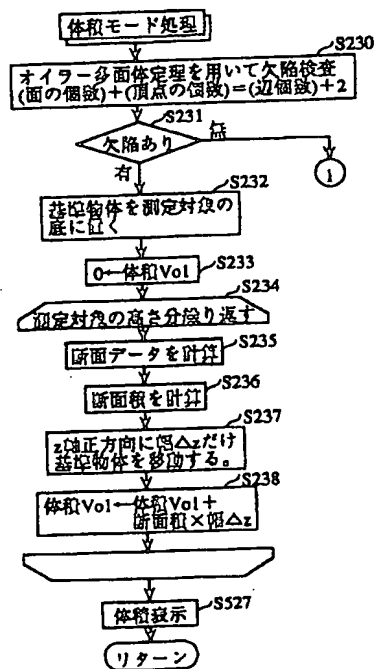 体積モード処理
S230
オイラー多面体定理を用いて欠陥検査
(面の個数)+(頂点の個数)=(辺個数)+2
S231
欠陥あり
無
1
有
S232
基準物体を測定対象の
底に置く
S233
0←体積Vol
S234
測定対象の高さ分繰り返す
S235
断面データを計算
S236
断面積を計算
S237
z軸正方向に幅△zだけ
基準物体を移動する。
S238
体積Vol←体積Vol+
断面積×幅△z
S527
体積表示
リターン